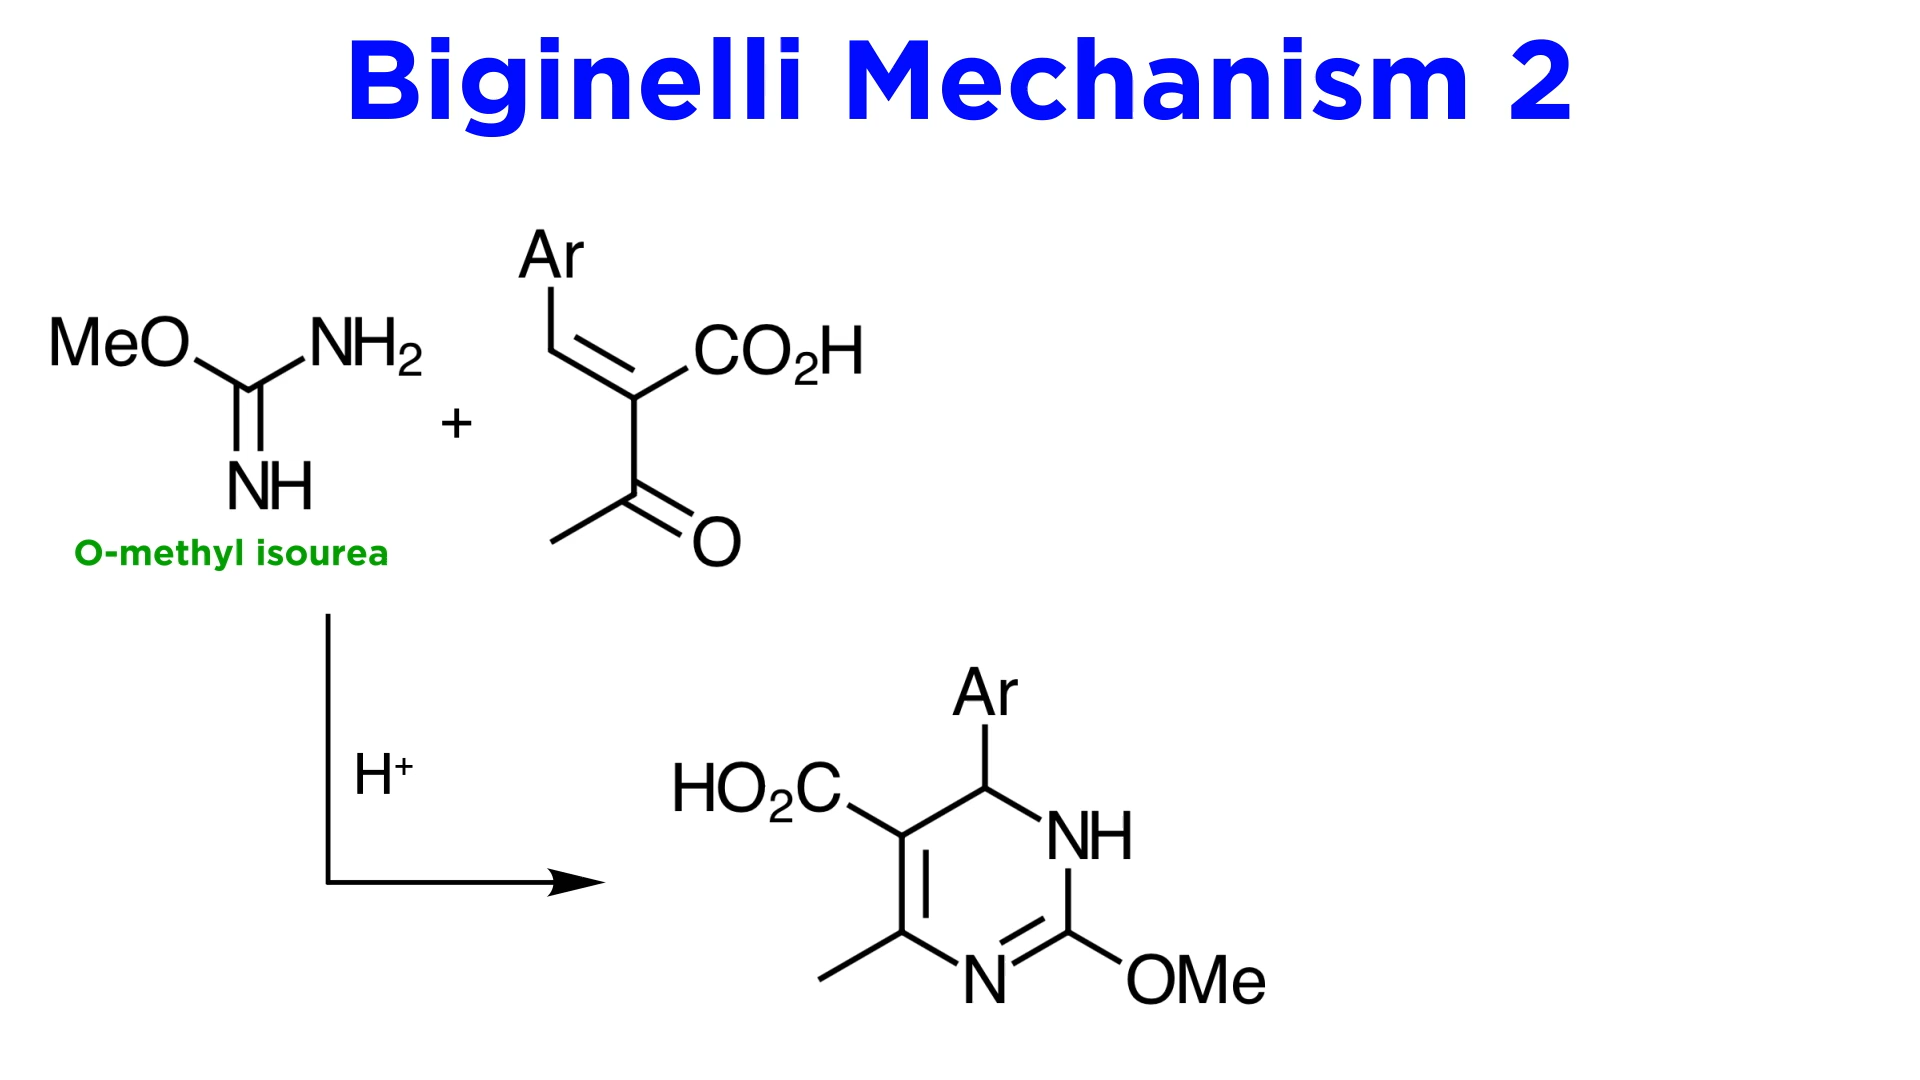 Biginelli Mechanism 2
Ar
MeO
NH₂
CO₂H
+
NH
O
O-methyl isourea
H⁺
Ar
HO₂C
NH
N
OMe